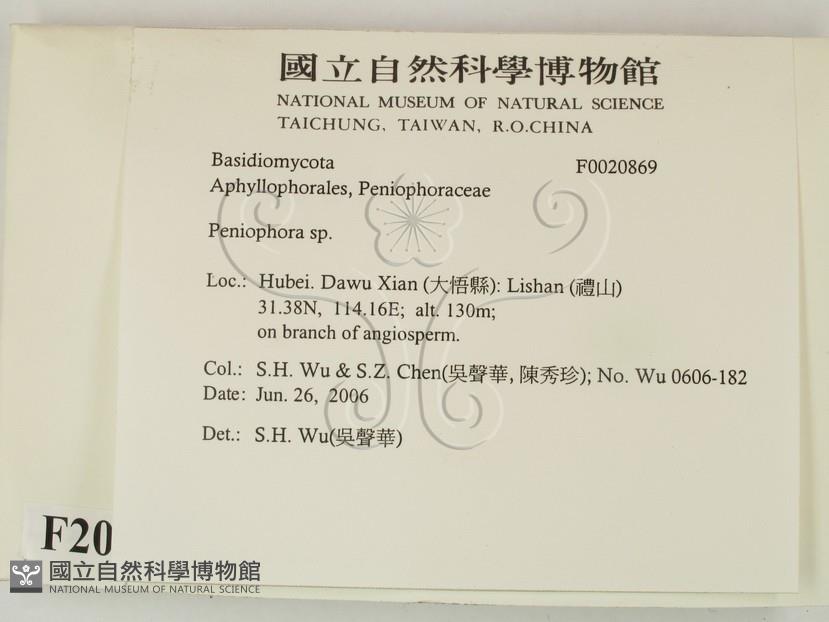 國立自然科學博物館
NATIONAL MUSEUM OF NATURAL SCIENCE
TAICHUNG, TAIWAN, R.O.CHINA
Basidiomycota F0020869
Aphyllophorales, Peniophoraceae
Peniophora sp.
Loc.: Hubei. Dawu Xian (大悟縣): Lishan (禮山)
31.38N, 114.16E; alt. 130m;
on branch of angiosperm.
Col.: S.H. Wu & S.Z. Chen(吳聲華, 陳秀珍); No. Wu 0606-182
Date: Jun. 26, 2006
Det.: S.H. Wu(吳聲華)
F20
國立自然科學博物館
NATIONAL MUSEUM OF NATURAL SCIENCE